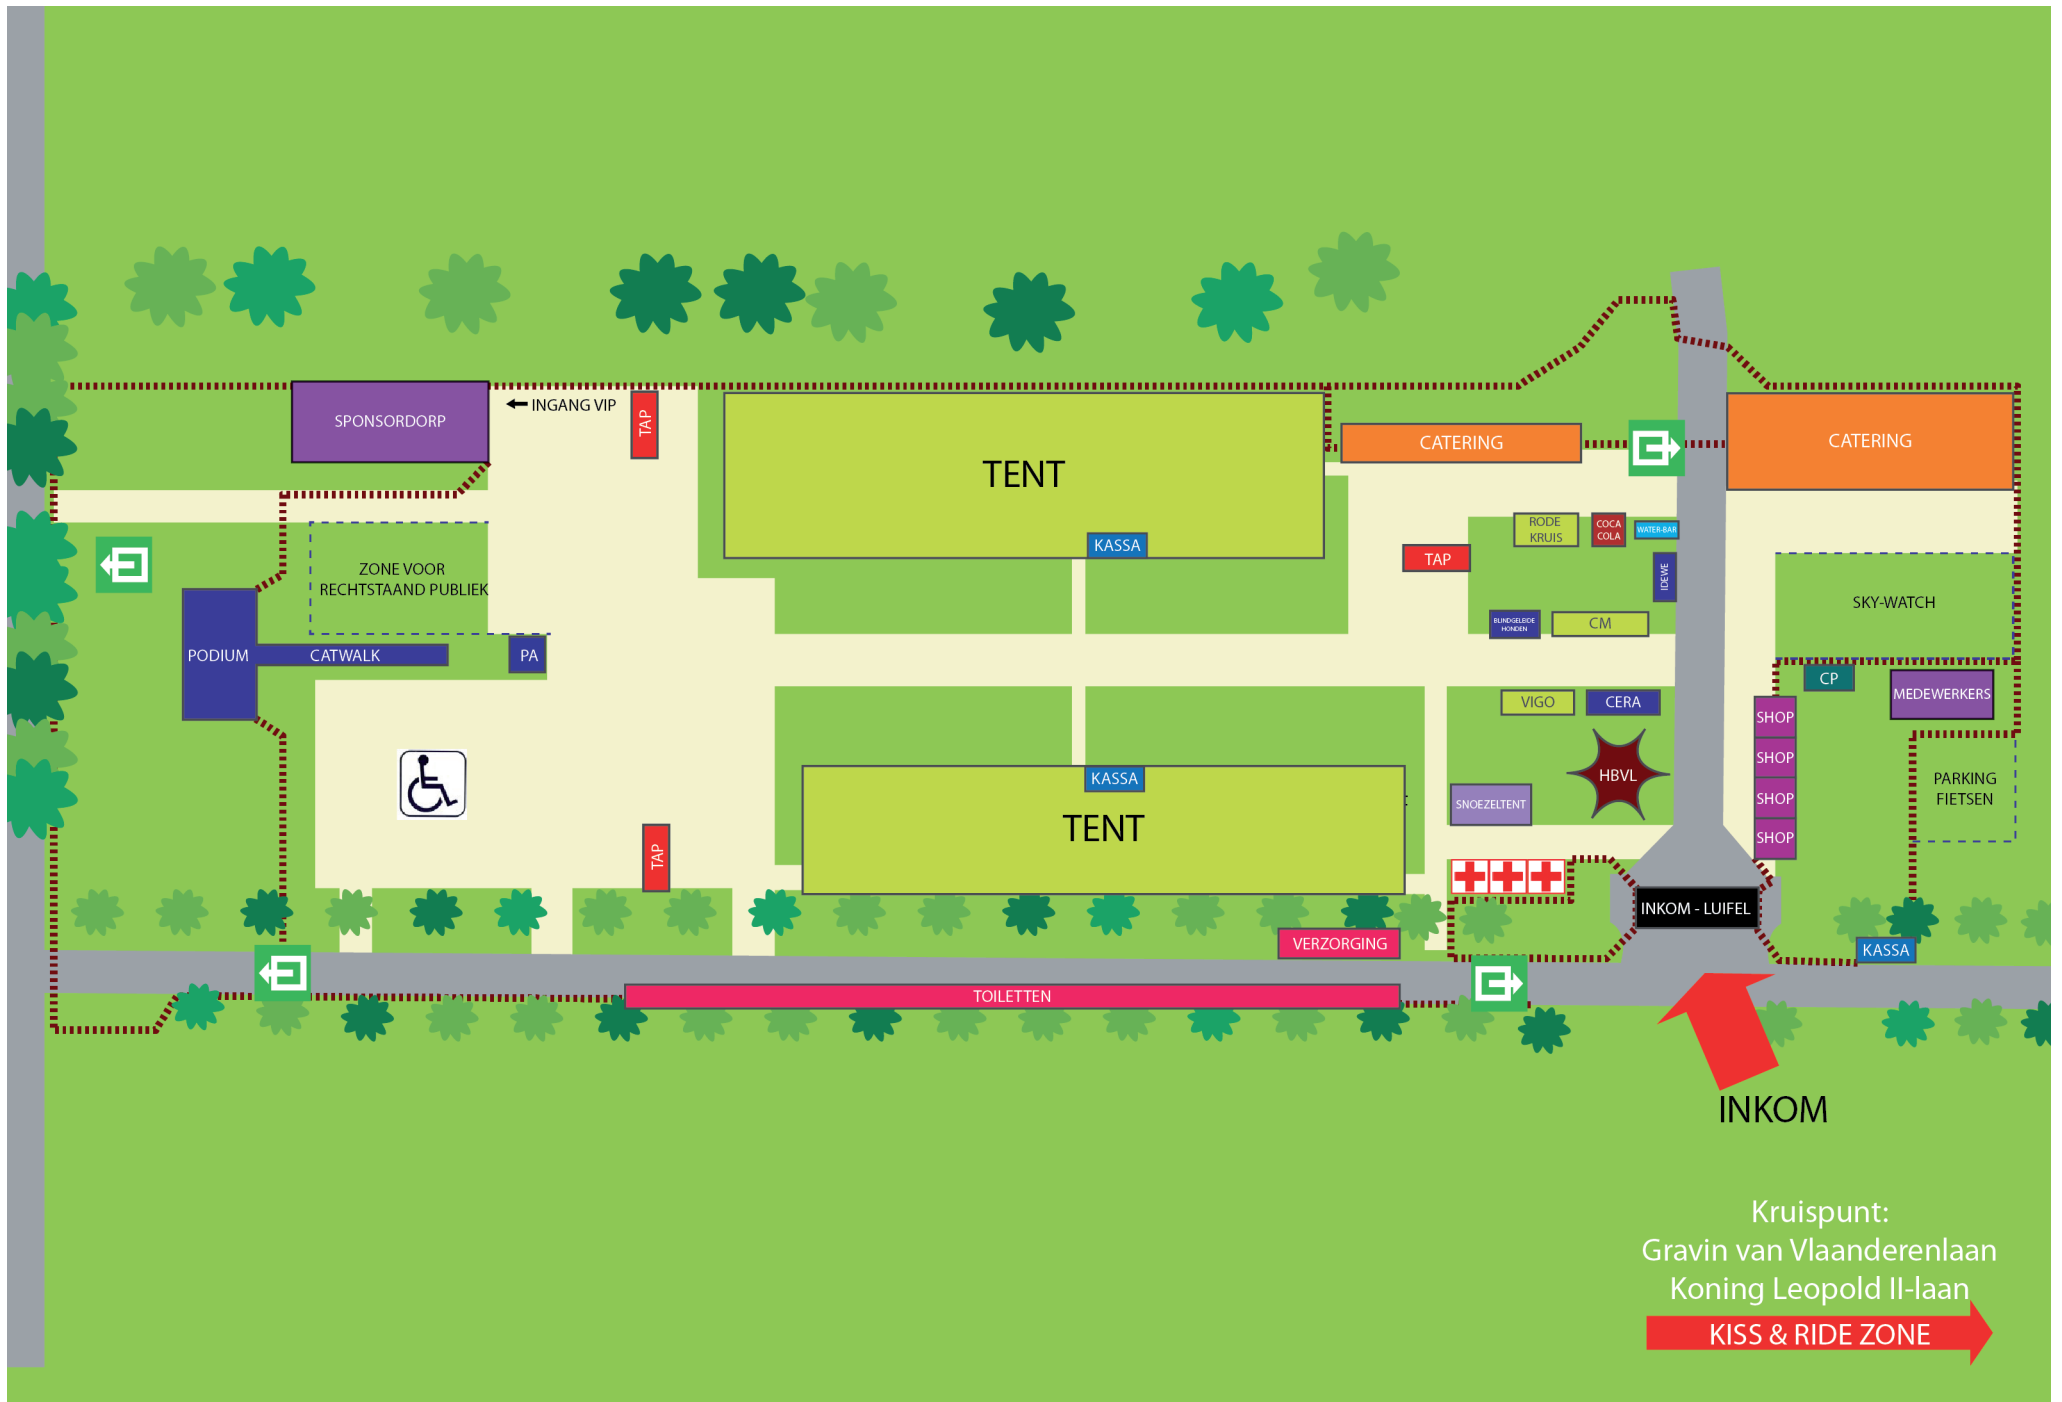 SPONSORDORP
INGANG VIP
TAP
TENT
KASSA
CATERING
CATERING
RODE
KRUIS
COCA
COLA
WATER-BAR
TAP
IDEWE
BLINDGELEIDE
HONDEN
CM
ZONE VOOR
RECHTSTAAND PUBLIEK
SKY-WATCH
PODIUM
CATWALK
PA
CP
MEDEWERKERS
VIGO
CERA
SHOP
SHOP
SHOP
SHOP
HBVL
SNOEZELTENT
PARKING
FIETSEN
KASSA
TENT
TAP
INKOM - LUIFEL
VERZORGING
KASSA
TOILETTEN
INKOM
Kruispunt:
Gravin van Vlaanderenlaan
Koning Leopold II-laan
KISS & RIDE ZONE